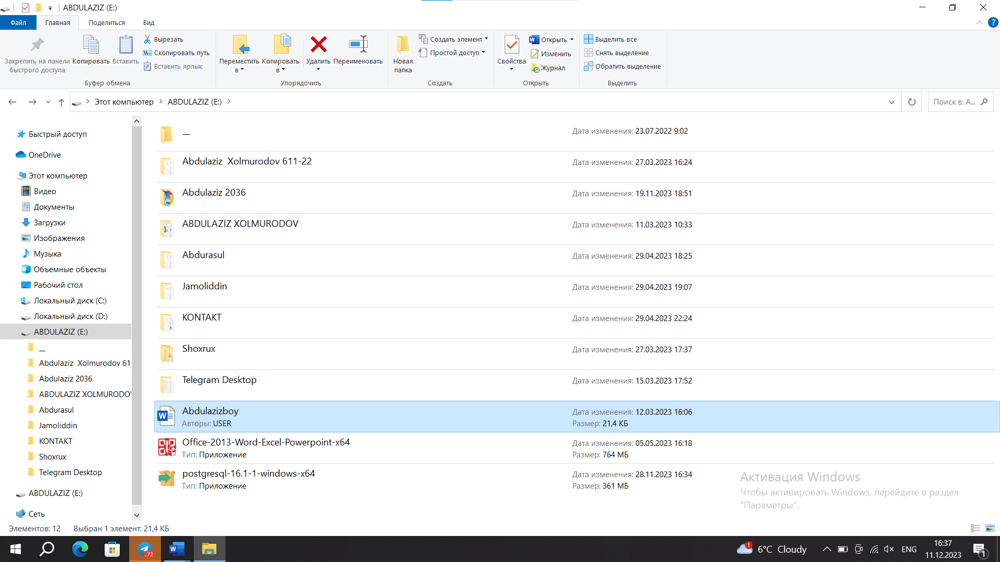 ABDULAZIZ (E:)
Файл
Главная
Поделиться
Вид
Закрепить на панели
быстрого доступа
Копировать
Вставить
Вырезать
Скопировать путь
Вставить ярлык
Буфер обмена
Переместить
в
Копировать
в
Удалить
Переименовать
Упорядочить
Новая
папка
Создать элемент
Простой доступ
Создать
Свойства
Открыть
Изменить
Журнал
Открыть
Выделить все
Снять выделение
Обратить выделение
Выделить
Этот компьютер
ABDULAZIZ (E:)
Поиск в: A...
Быстрый доступ
OneDrive
Этот компьютер
Видео
Документы
Загрузки
Изображения
Музыка
Объемные объекты
Рабочий стол
Локальный диск (C:)
Локальный диск (D:)
ABDULAZIZ (E:)
__
Abdulaziz  Xolmurodov 61
Abdulaziz 2036
ABDULAZIZ XOLMURODOV
Abdurasul
Jamoliddin
KONTAKT
Shoxrux
Telegram Desktop
ABDULAZIZ (E:)
Сеть
__ Дата изменения: 23.07.2022 9:02
Abdulaziz  Xolmurodov 611-22 Дата изменения: 27.03.2023 16:24
Abdulaziz 2036 Дата изменения: 19.11.2023 18:51
ABDULAZIZ XOLMURODOV Дата изменения: 11.03.2023 10:33
Abdurasul Дата изменения: 29.04.2023 18:25
Jamoliddin Дата изменения: 29.04.2023 19:07
KONTAKT Дата изменения: 29.04.2023 22:24
Shoxrux Дата изменения: 27.03.2023 17:37
Telegram Desktop Дата изменения: 15.03.2023 17:52
Abdulazizboy Дата изменения: 12.03.2023 16:06
Авторы: USER Размер: 21,4 КБ
Office-2013-Word-Excel-Powerpoint-x64 Дата изменения: 05.05.2023 16:18
Тип: Приложение Размер: 764 МБ
postgresql-16.1-1-windows-x64 Дата изменения: 28.11.2023 16:34
Тип: Приложение Размер: 361 МБ
Активация Windows
Чтобы активировать Windows, перейдите в раздел
"Параметры".
Элементов: 12
Выбран 1 элемент: 21,4 КБ
..72
1
6°C Cloudy
ENG
16:37
11.12.2023
1